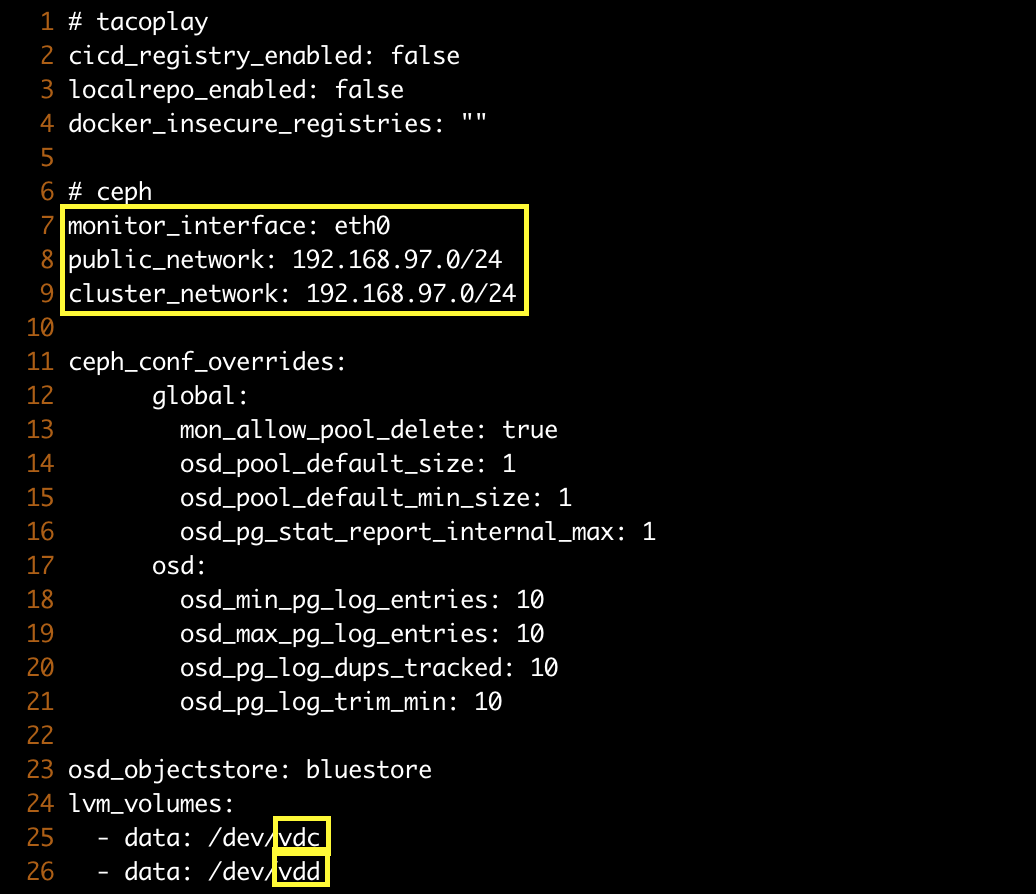 1 # tacoplay
2 cicd_registry_enabled: false
3 localrepo_enabled: false
4 docker_insecure_registries: ""
5
6 # ceph
7 monitor_interface: eth0
8 public_network: 192.168.97.0/24
9 cluster_network: 192.168.97.0/24
10
11 ceph_conf_overrides:
12       global:
13         mon_allow_pool_delete: true
14         osd_pool_default_size: 1
15         osd_pool_default_min_size: 1
16         osd_pg_stat_report_internal_max: 1
17       osd:
18         osd_min_pg_log_entries: 10
19         osd_max_pg_log_entries: 10
20         osd_pg_log_dups_tracked: 10
21         osd_pg_log_trim_min: 10
22
23 osd_objectstore: bluestore
24 lvm_volumes:
25   - data: /dev/vdc
26   - data: /dev/vdd